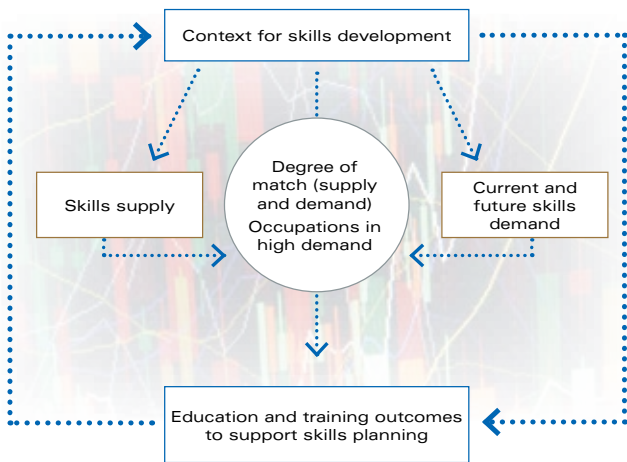 Context for skills development
Skills supply
Degree of
match (supply
and demand)
Occupations in
high demand
Current and
future skills
demand
Education and training outcomes
to support skills planning